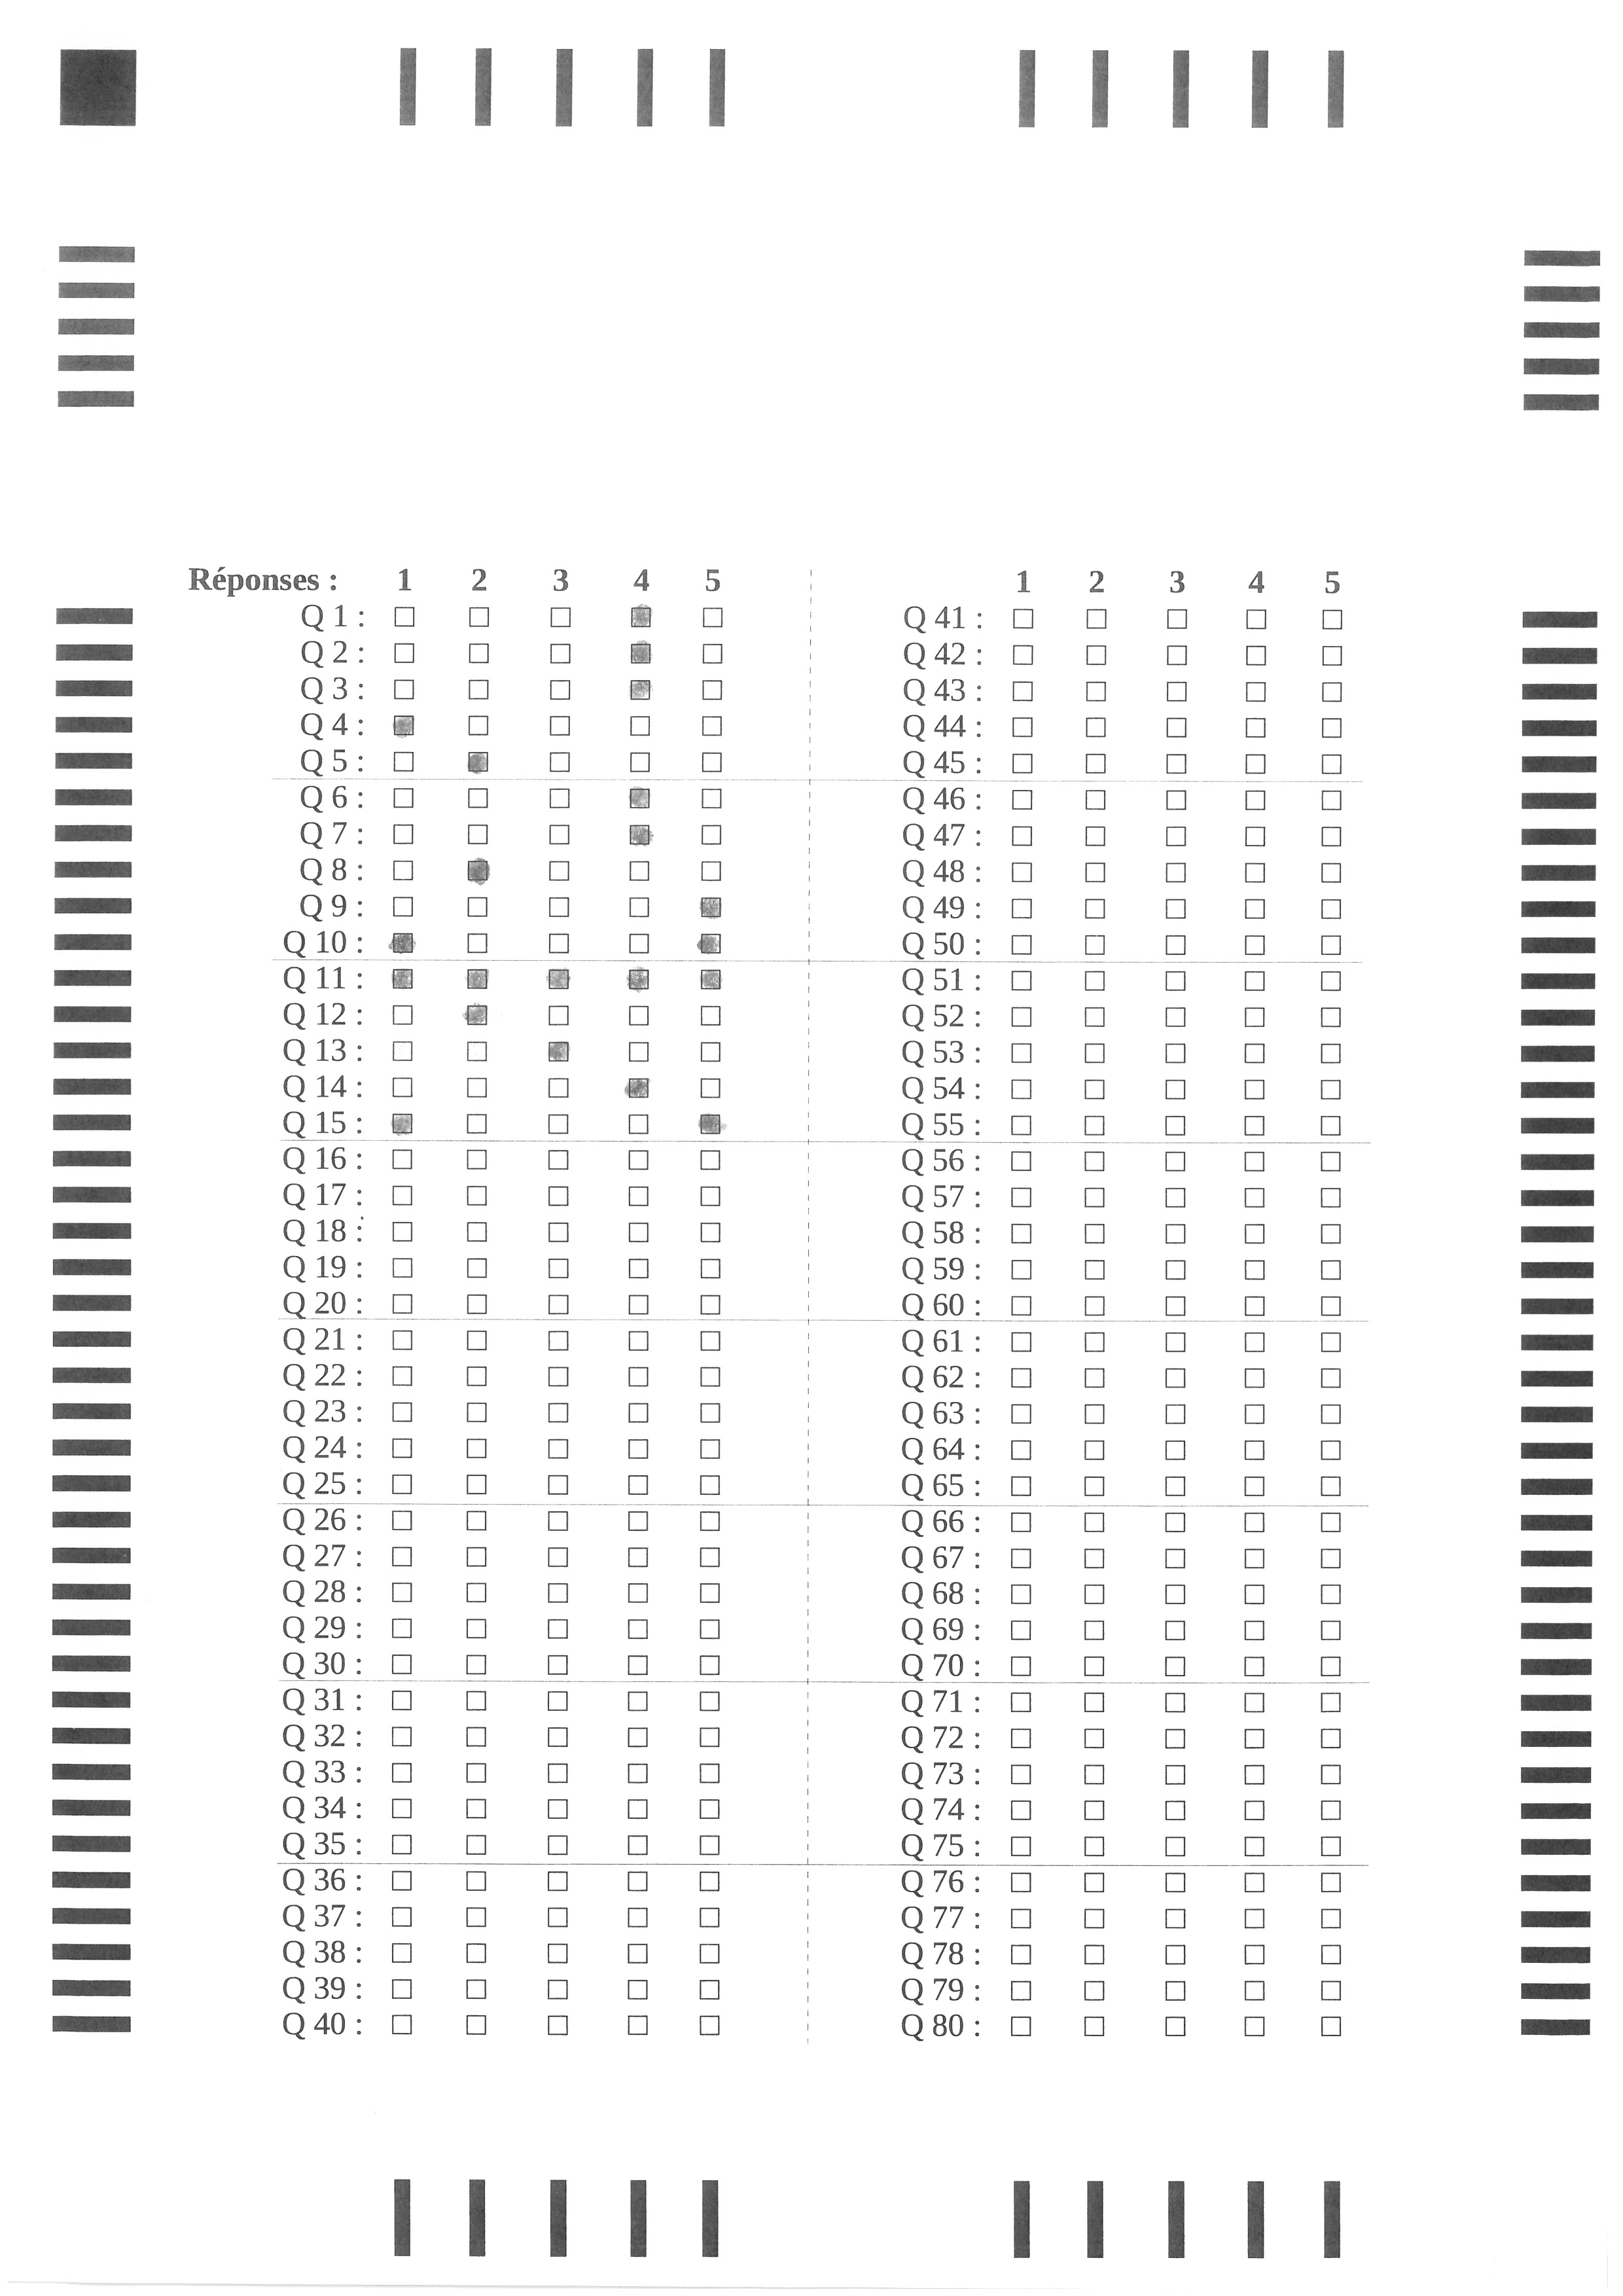 Réponses : 1 2 3 4 5
Q 1 :
Q 2 :
Q 3 :
Q 4 :
Q 5 :
Q 6 :
Q 7 :
Q 8 :
Q 9 :
Q 10 :
Q 11 :
Q 12 :
Q 13 :
Q 14 :
Q 15 :
Q 16 :
Q 17 :
Q 18 :
Q 19 :
Q 20 :
Q 21 :
Q 22 :
Q 23 :
Q 24 :
Q 25 :
Q 26 :
Q 27 :
Q 28 :
Q 29 :
Q 30 :
Q 31 :
Q 32 :
Q 33 :
Q 34 :
Q 35 :
Q 36 :
Q 37 :
Q 38 :
Q 39 :
Q 40 :
1 2 3 4 5
Q 41 :
Q 42 :
Q 43 :
Q 44 :
Q 45 :
Q 46 :
Q 47 :
Q 48 :
Q 49 :
Q 50 :
Q 51 :
Q 52 :
Q 53 :
Q 54 :
Q 55 :
Q 56 :
Q 57 :
Q 58 :
Q 59 :
Q 60 :
Q 61 :
Q 62 :
Q 63 :
Q 64 :
Q 65 :
Q 66 :
Q 67 :
Q 68 :
Q 69 :
Q 70 :
Q 71 :
Q 72 :
Q 73 :
Q 74 :
Q 75 :
Q 76 :
Q 77 :
Q 78 :
Q 79 :
Q 80 :